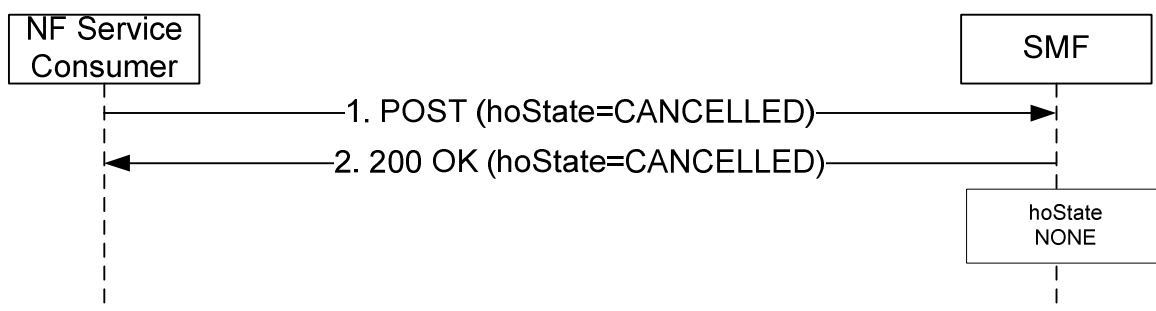 NF Service
Consumer
SMF
1. POST (hoState=CANCELLED)
2. 200 OK (hoState=CANCELLED)
hoState
NONE